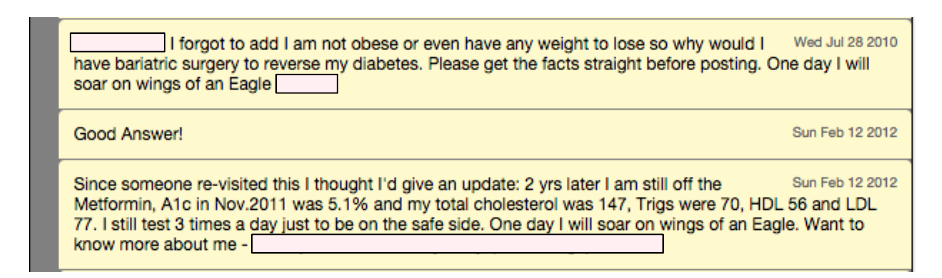 I forgot to add I am not obese or even have any weight to lose so why would I Wed Jul 28 2010
have bariatric surgery to reverse my diabetes. Please get the facts straight before posting. One day I will
soar on wings of an Eagle
Good Answer! Sun Feb 12 2012
Since someone re-visited this I thought I'd give an update: 2 yrs later I am still off the Sun Feb 12 2012
Metformin, A1c in Nov.2011 was 5.1% and my total cholesterol was 147, Trigs were 70, HDL 56 and LDL
77. I still test 3 times a day just to be on the safe side. One day I will soar on wings of an Eagle. Want to
know more about me -